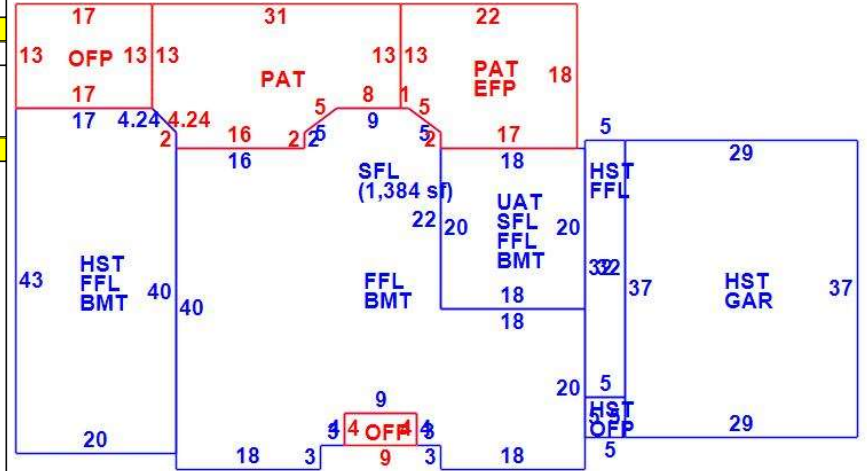 17 31 22
13 OFP 13 13 PAT 13 13 PAT 18
EFP
17 5 8 1 5
17 4.24 4.24 9 5
2 16 2 2 5 5 2 17 29
16 18 HST
SFL FFL
(1,384 sf)
22 20 UAT 20
SFL
FFL
BMT
43 HST 40 40 FFL 32 32 37 HST 37
FFL BMT GAR
BMT
18
18
20
9 5
4 4 OFP 4 4 5 5 HST
OFP
3 3
20 18 3 9 3 18 5 29